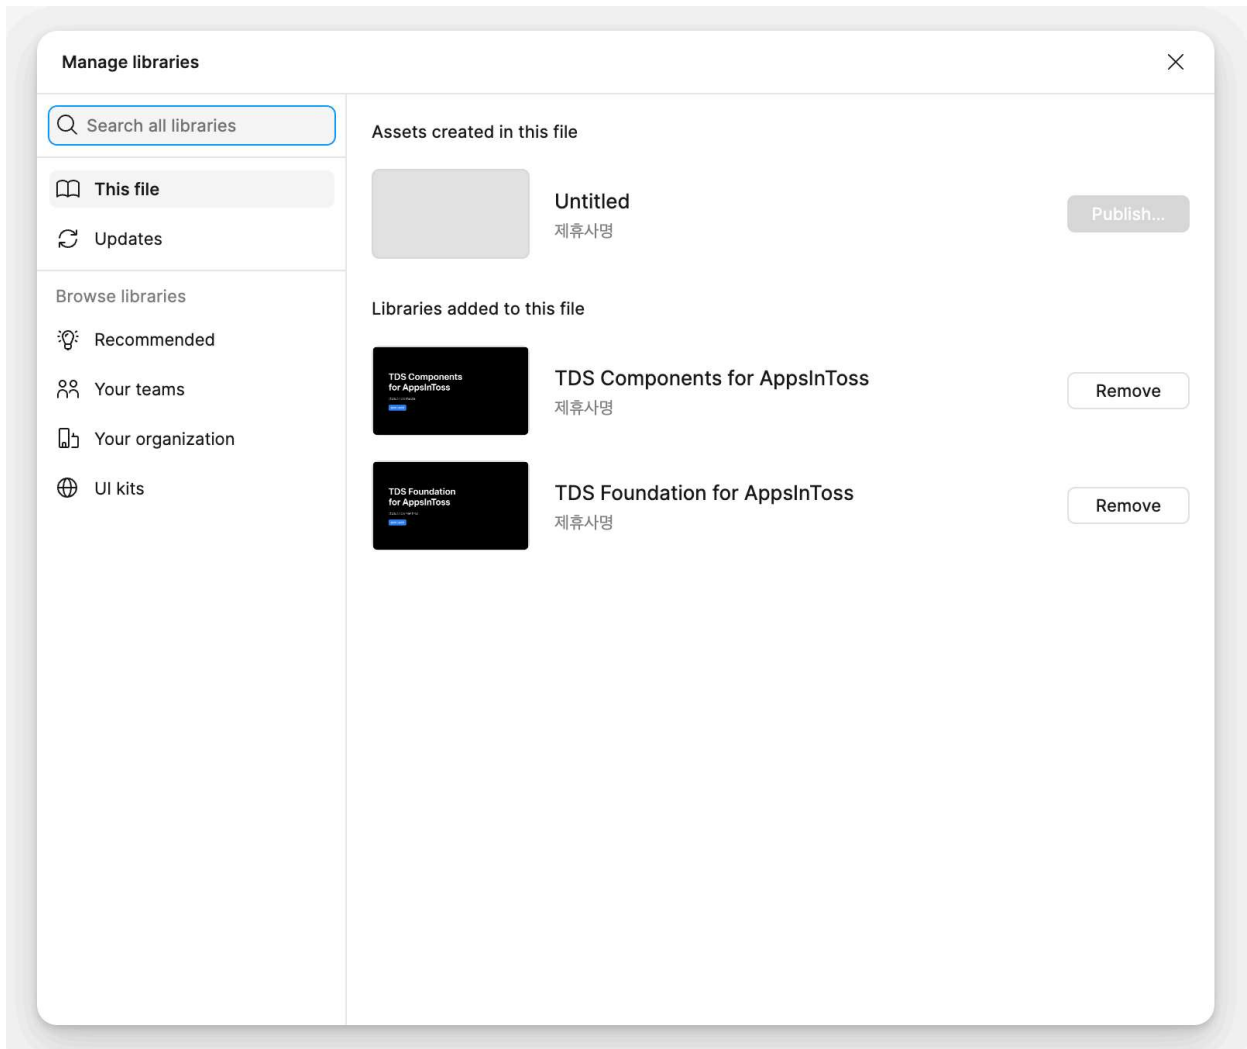 Manage libraries
Search all libraries
This file
Updates
Browse libraries
Recommended
Your teams
Your organization
UI kits
Assets created in this file
Untitled
제휴사명
Publish...
Libraries added to this file
TDS Components
for AppsInToss
TDS Components for AppsInToss
제휴사명
Remove
TDS Foundation
for AppsInToss
TDS Foundation for AppsInToss
제휴사명
Remove